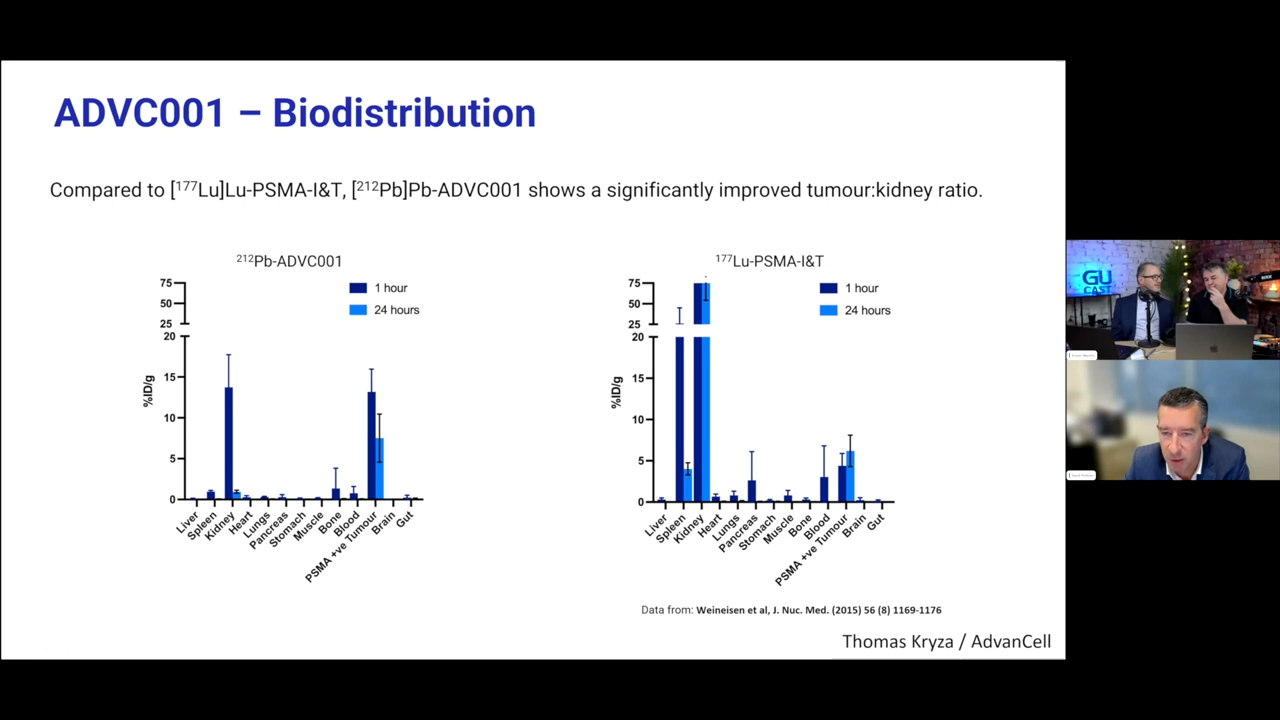 ADVC001 – Biodistribution
Compared to [177Lu]Lu-PSMA-I&T, [212Pb]Pb-ADVC001 shows a significantly improved tumour:kidney ratio.
212Pb-ADVC001
75
50
25
20
15
10
5
0
%ID/g
1 hour
24 hours
Liver
Spleen
Kidney
Heart
Lungs
Pancreas
Stomach
Muscle
Bone
Blood
PSMA +ve Tumour
Brain
Gut
177Lu-PSMA-I&T
75
50
25
20
15
10
5
0
%ID/g
1 hour
24 hours
Liver
Spleen
Kidney
Heart
Lungs
Pancreas
Stomach
Muscle
Bone
Blood
PSMA +ve Tumour
Brain
Gut
Data from: Weineisen et al, J. Nuc. Med. (2015) 56 (8) 1169-1176
Thomas Kryza / AdvanCell
GU
CAST